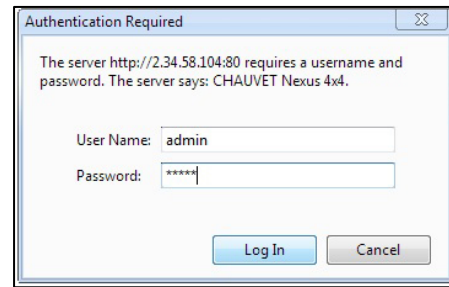 Authentication Required
The server http://2.34.58.104:80 requires a username and
password. The server says: CHAUVET Nexus 4x4.
User Name: admin
Password: *****
Log In Cancel